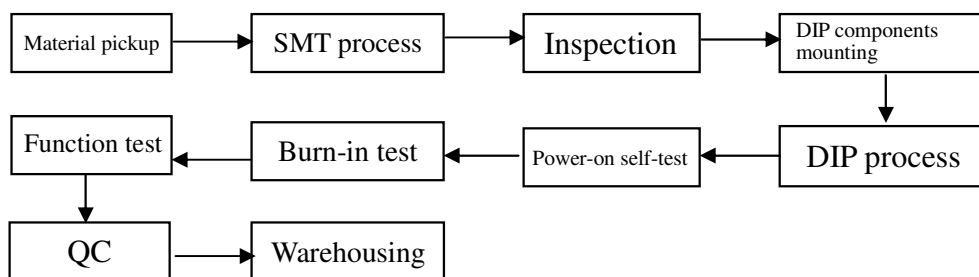 Material pickup
SMT process
Inspection
DIP components
mounting
DIP process
Power-on self-test
Burn-in test
Function test
QC
Warehousing